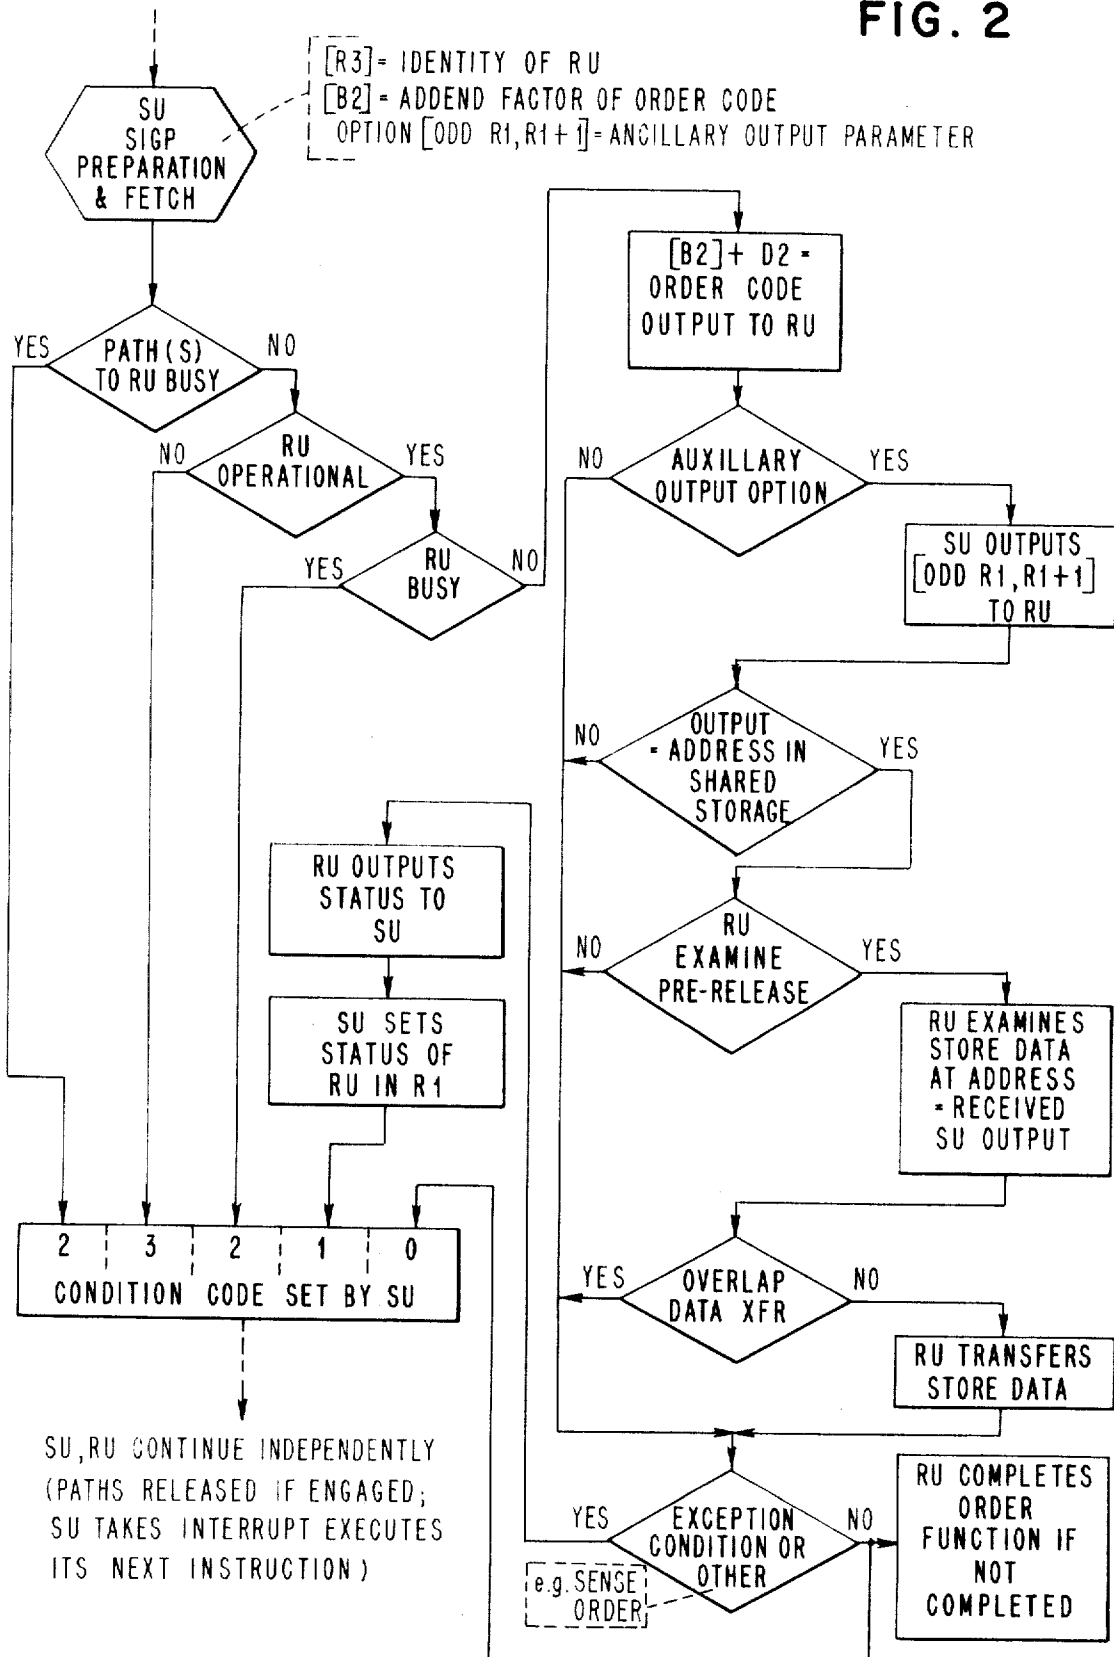 FIG. 2
[R3]= IDENTITY OF RU
[B2]= ADDEND FACTOR OF ORDER CODE
OPTION [ODD R1,R1+1]=ANCILLARY OUTPUT PARAMETER
SU
SIGP
PREPARATION
& FETCH
[B2]+ D2 =
ORDER CODE
OUTPUT TO RU
YES
PATH(S)
TO RU BUSY
NO
NO
RU
OPERATIONAL
YES
YES
RU
BUSY
NO
NO
AUXILLARY
OUTPUT OPTION
YES
SU OUTPUTS
[ODD R1,R1+1]
TO RU
NO
OUTPUT
= ADDRESS IN
SHARED
STORAGE
YES
RU OUTPUTS
STATUS TO
SU
NO
RU
EXAMINE
PRE-RELEASE
YES
SU SETS
STATUS OF
RU IN R1
RU EXAMINES
STORE DATA
AT ADDRESS
= RECEIVED
SU OUTPUT
2 3 2 1 0
CONDITION CODE SET BY SU
YES
OVERLAP
DATA XFR
NO
RU TRANSFERS
STORE DATA
SU,RU CONTINUE INDEPENDENTLY
(PATHS RELEASED IF ENGAGED;
SU TAKES INTERRUPT EXECUTES
ITS NEXT INSTRUCTION)
YES
EXCEPTION
CONDITION OR
OTHER
NO
e.g. SENSE
ORDER
RU COMPLETES
ORDER
FUNCTION IF
NOT
COMPLETED